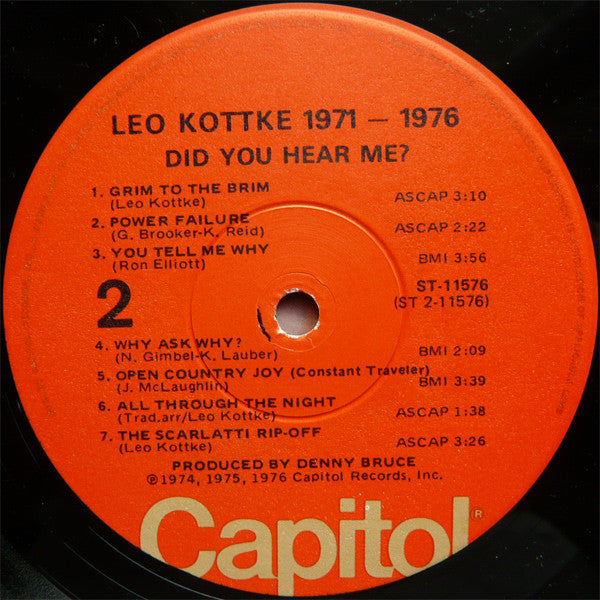 LEO KOTTKE 1971 — 1976
DID YOU HEAR ME?
1. GRIM TO THE BRIM
(Leo Kottke) ASCAP 3:10
2. POWER FAILURE
(G. Brooker-K. Reid) ASCAP 2:22
3. YOU TELL ME WHY
(Ron Elliott) BMI 3:56
2
ST-11576
(ST 2-11576)
4. WHY ASK WHY?
(N. Gimbel-K. Lauber) BMI 2:09
5. OPEN COUNTRY JOY (Constant Traveler)
(J. McLaughlin) BMI 3:39
6. ALL THROUGH THE NIGHT
(Trad.arr/Leo Kottke) ASCAP 1:38
7. THE SCARLATTI RIP-OFF
(Leo Kottke) ASCAP 3:26
PRODUCED BY DENNY BRUCE
℗1974, 1975, 1976 Capitol Records, Inc.
Capitol®